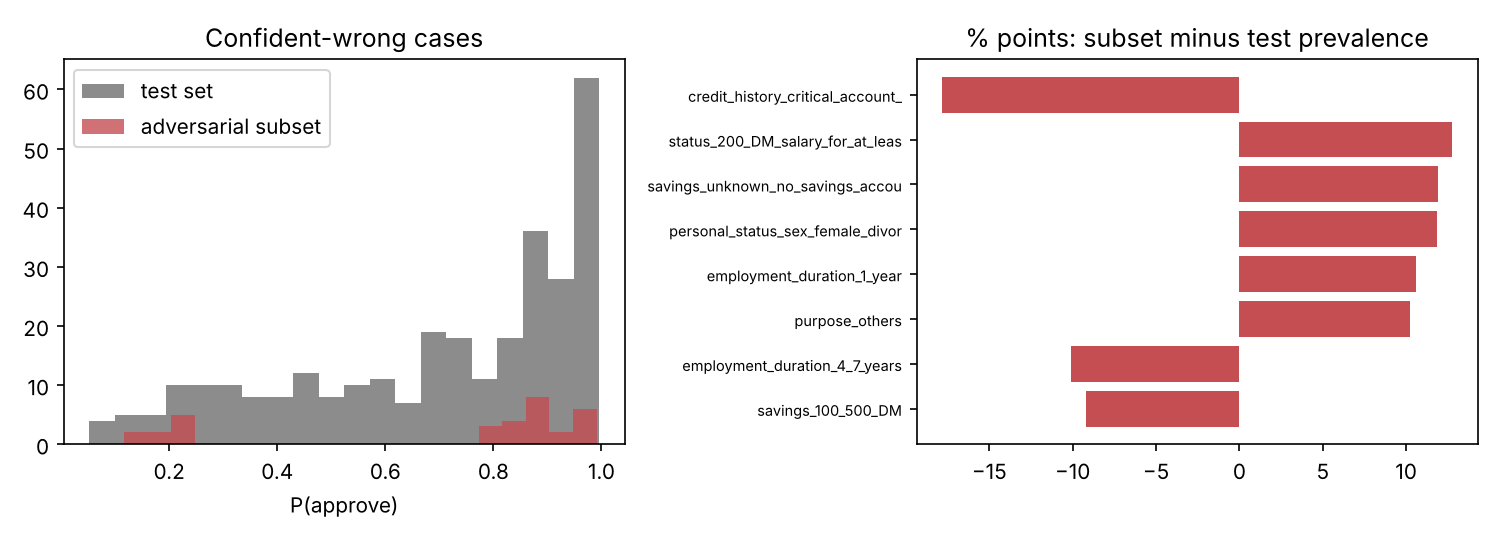 Confident-wrong cases
test set
adversarial subset
60
50
40
30
20
10
0
0.2 0.4 0.6 0.8 1.0
P(approve)
% points: subset minus test prevalence
credit_history_critical_account_
status_200_DM_salary_for_at_leas
savings_unknown_no_savings_accou
personal_status_sex_female_divor
employment_duration_1_year
purpose_others
employment_duration_4_7_years
savings_100_500_DM
−15 −10 −5 0 5 10